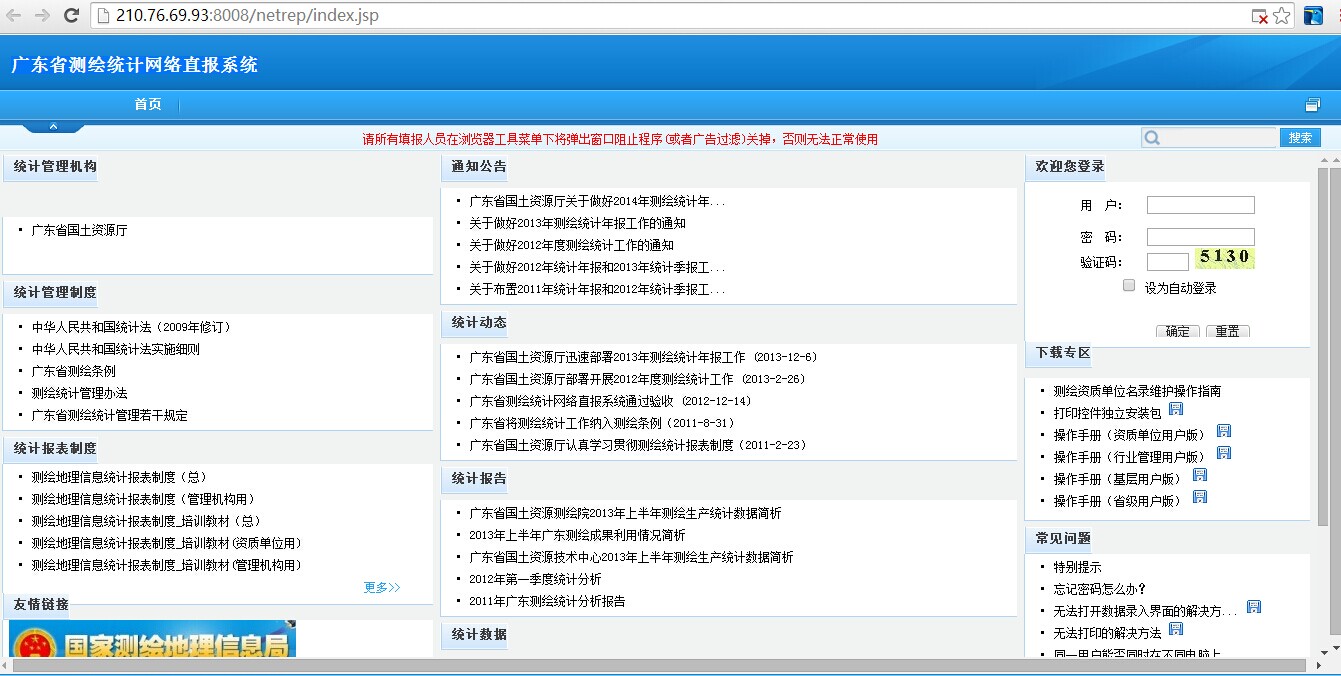 210.76.69.93:8008/netrep/index.jsp
广东省测绘统计网络直报系统
首页
请所有填报人员在浏览器工具菜单下将弹出窗口阻止程序(或者广告过滤)关掉，否则无法正常使用
搜索
统计管理机构
• 广东省国土资源厅
统计管理制度
• 中华人民共和国统计法（2009年修订）
• 中华人民共和国统计法实施细则
• 广东省测绘条例
• 测绘统计管理办法
• 广东省测绘统计管理若干规定
统计报表制度
• 测绘地理信息统计报表制度（总）
• 测绘地理信息统计报表制度（管理机构用）
• 测绘地理信息统计报表制度_培训教材（总）
• 测绘地理信息统计报表制度_培训教材(资质单位用)
• 测绘地理信息统计报表制度_培训教材(管理机构用)
更多>>
友情链接
国家测绘地理信息局
通知公告
• 广东省国土资源厅关于做好2014年测绘统计年...
• 关于做好2013年测绘统计年报工作的通知
• 关于做好2012年度测绘统计工作的通知
• 关于做好2012年统计年报和2013年统计季报工...
• 关于布置2011年统计年报和2012年统计季报工...
统计动态
• 广东省国土资源厅迅速部署2013年测绘统计年报工作（2013-12-6）
• 广东省国土资源厅部署开展2012年度测绘统计工作（2013-2-26）
• 广东省测绘统计网络直报系统通过验收（2012-12-14）
• 广东省将测绘统计工作纳入测绘条例（2011-8-31）
• 广东省国土资源厅认真学习贯彻测绘统计报表制度（2011-2-23）
统计报告
• 广东省国土资源测绘院2013年上半年测绘生产统计数据简析
• 2013年上半年广东测绘成果利用情况简析
• 广东省国土资源技术中心2013年上半年测绘生产统计数据简析
• 2012年第一季度统计分析
• 2011年广东测绘统计分析报告
统计数据
欢迎您登录
用 户：
密 码：
验证码： 5130
设为自动登录
确定 重置
下载专区
• 测绘资质单位名录维护操作指南
• 打印控件独立安装包
• 操作手册（资质单位用户版）
• 操作手册（行业管理用户版）
• 操作手册（基层用户版）
• 操作手册（省级用户版）
常见问题
• 特别提示
• 忘记密码怎么办？
• 无法打开数据录入界面的解决方...
• 无法打印的解决方法
• 同一用户能否同时在不同电脑上